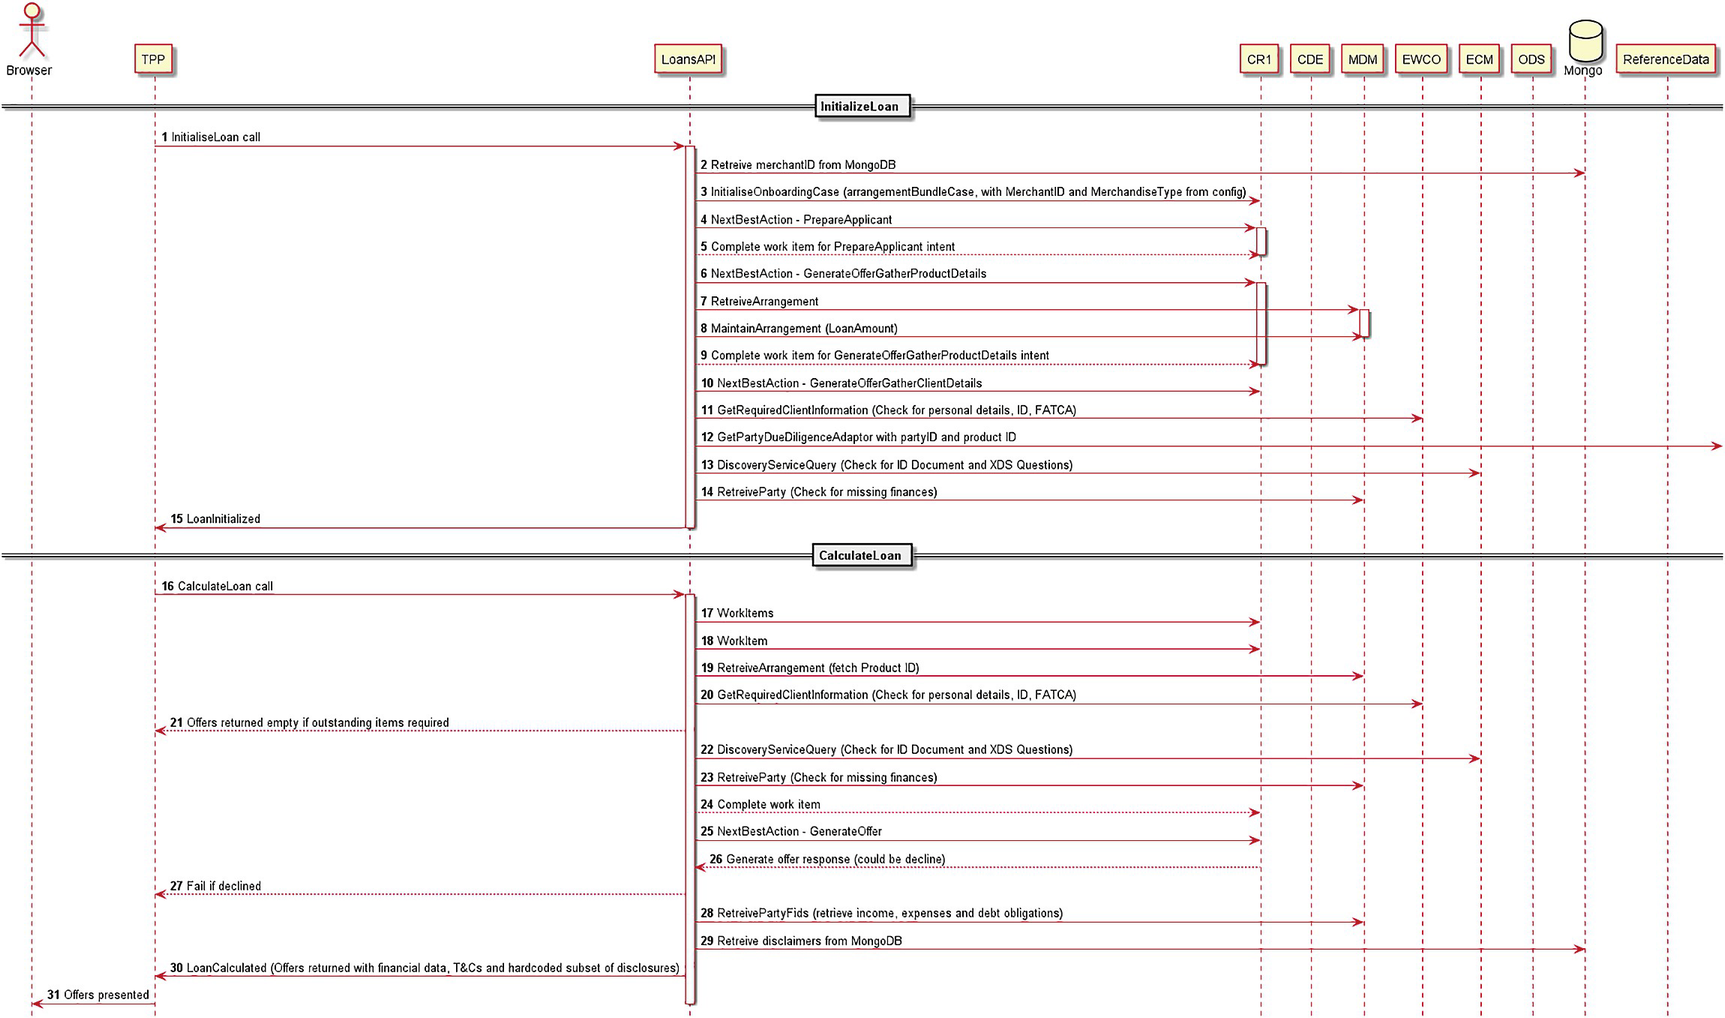 Browser
TPP
LoansAPI
CR1
CDE
MDM
EWCO
ECM
ODS
Mongo
ReferenceData
InitializeLoan
1 InitialiseLoan call
2 Retreive merchantID from MongoDB
3 InitialiseOnboardingCase (arrangementBundleCase, with MerchantID and MerchandiseType from config)
4 NextBestAction - PrepareApplicant
5 Complete work item for PrepareApplicant intent
6 NextBestAction - GenerateOfferGatherProductDetails
7 RetreiveArrangement
8 MaintainArrangement (LoanAmount)
9 Complete work item for GenerateOfferGatherProductDetails intent
10 NextBestAction - GenerateOfferGatherClientDetails
11 GetRequiredClientInformation (Check for personal details, ID, FATCA)
12 GetPartyDueDiligenceAdaptor with partyID and product ID
13 DiscoveryServiceQuery (Check for ID Document and XDS Questions)
14 RetreiveParty (Check for missing finances)
15 LoanInitialized
CalculateLoan
16 CalculateLoan call
17 WorkItems
18 WorkItem
19 RetreiveArrangement (fetch Product ID)
20 GetRequiredClientInformation (Check for personal details, ID, FATCA)
21 Offers returned empty if outstanding items required
22 DiscoveryServiceQuery (Check for ID Document and XDS Questions)
23 RetreiveParty (Check for missing finances)
24 Complete work item
25 NextBestAction - GenerateOffer
26 Generate offer response (could be decline)
27 Fail if declined
28 RetreivePartyFids (retrieve income, expenses and debt obligations)
29 Retreive disclaimers from MongoDB
30 LoanCalculated (Offers returned with financial data, T&Cs and hardcoded subset of disclosures)
31 Offers presented